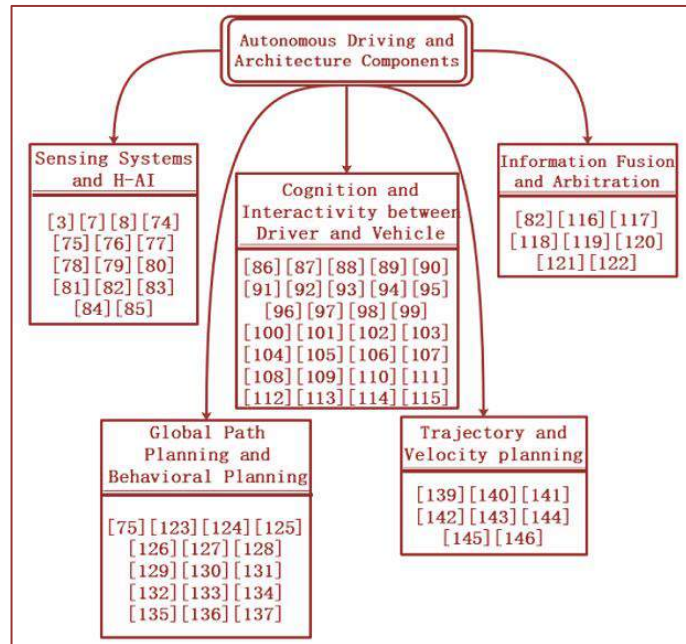 Autonomous Driving and
Architecture Components
Sensing Systems
and H-AI
[3][7][8][74]
[75][76][77]
[78][79][80]
[81][82][83]
[84][85]
Cognition and
Interactivity between
Driver and Vehicle
[86][87][88][89][90]
[91][92][93][94][95]
[96][97][98][99]
[100][101][102][103]
[104][105][106][107]
[108][109][110][111]
[112][113][114][115]
Information Fusion
and Arbitration
[82][116][117]
[118][119][120]
[121][122]
Global Path
Planning and
Behavioral Planning
[75][123][124][125]
[126][127][128]
[129][130][131]
[132][133][134]
[135][136][137]
Trajectory and
Velocity planning
[139][140][141]
[142][143][144]
[145][146]